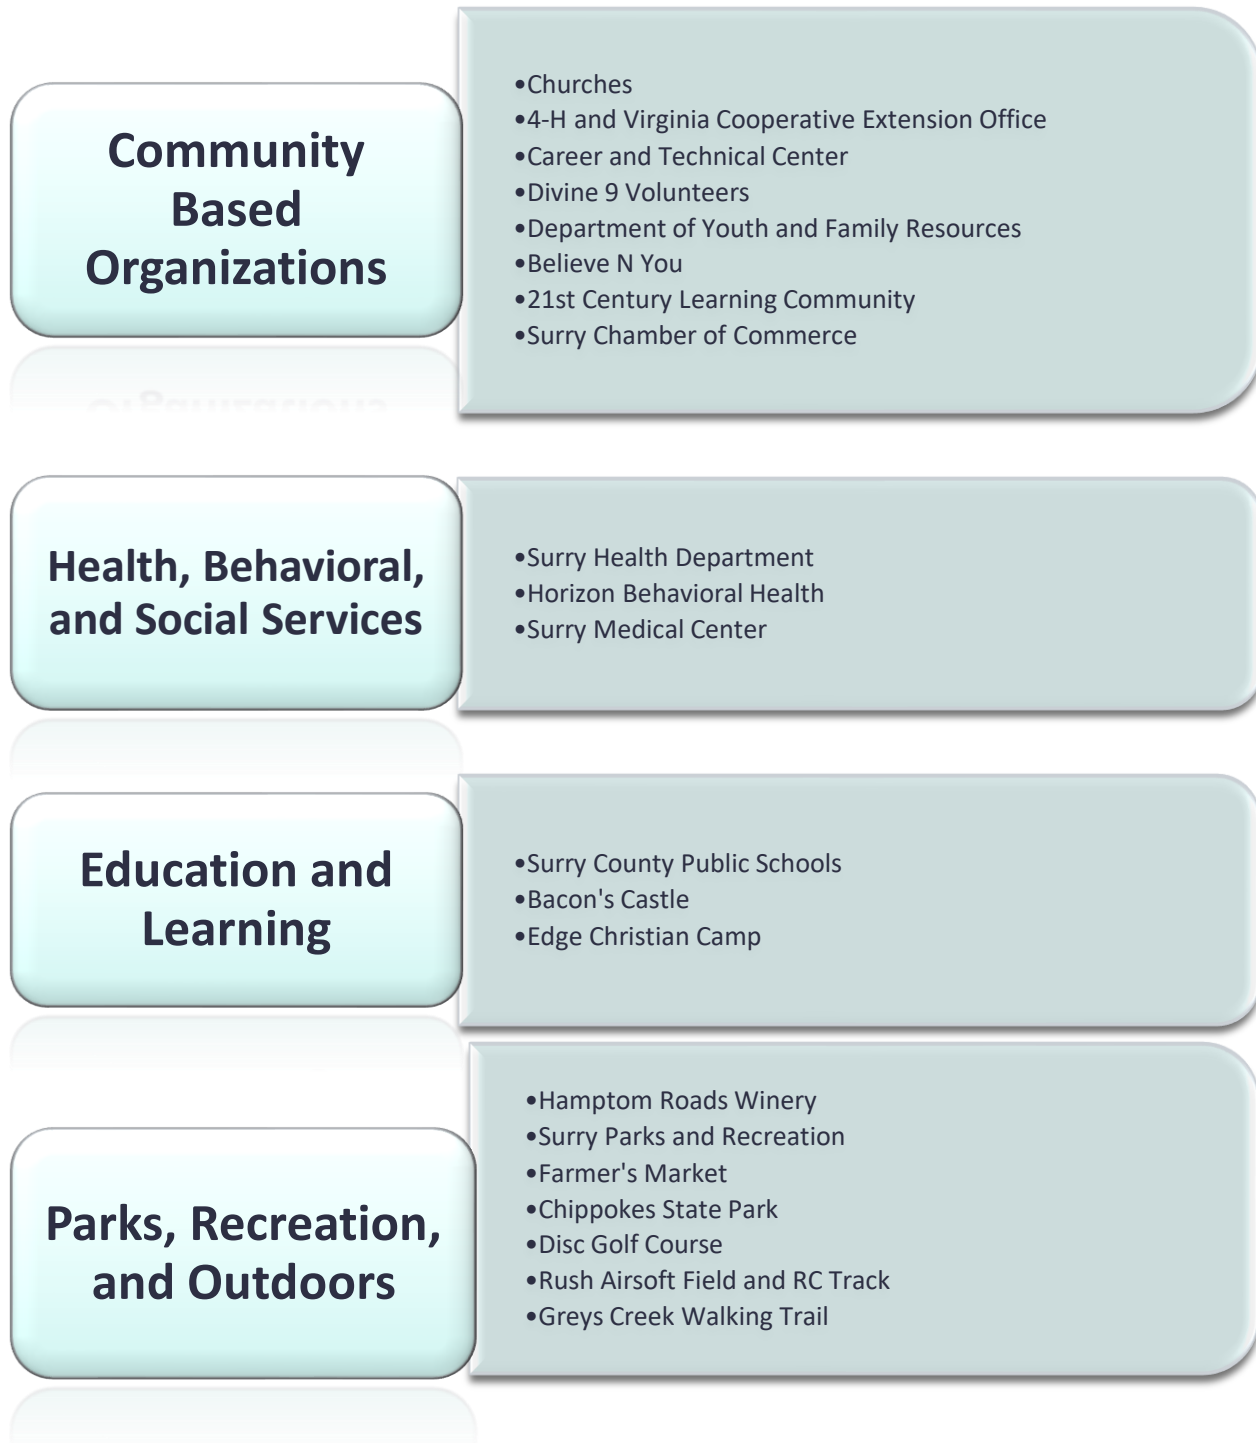 Community
Based
Organizations
•Churches
•4-H and Virginia Cooperative Extension Office
•Career and Technical Center
•Divine 9 Volunteers
•Department of Youth and Family Resources
•Believe N You
•21st Century Learning Community
•Surry Chamber of Commerce
Health, Behavioral,
and Social Services
•Surry Health Department
•Horizon Behavioral Health
•Surry Medical Center
Education and
Learning
•Surry County Public Schools
•Bacon's Castle
•Edge Christian Camp
Parks, Recreation,
and Outdoors
•Hamptom Roads Winery
•Surry Parks and Recreation
•Farmer's Market
•Chippokes State Park
•Disc Golf Course
•Rush Airsoft Field and RC Track
•Greys Creek Walking Trail